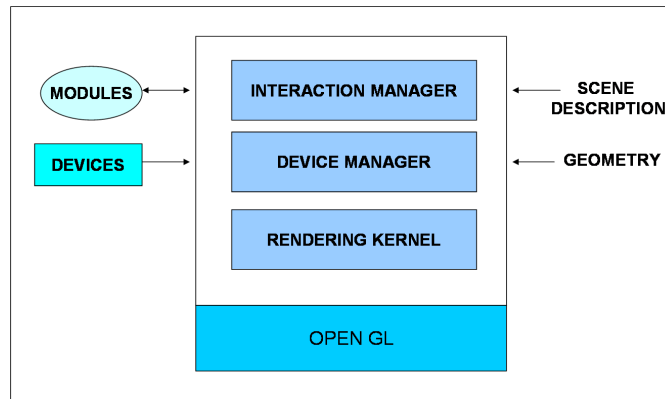 MODULES
INTERACTION MANAGER
SCENE
DESCRIPTION
DEVICES
DEVICE MANAGER
GEOMETRY
RENDERING KERNEL
OPEN GL